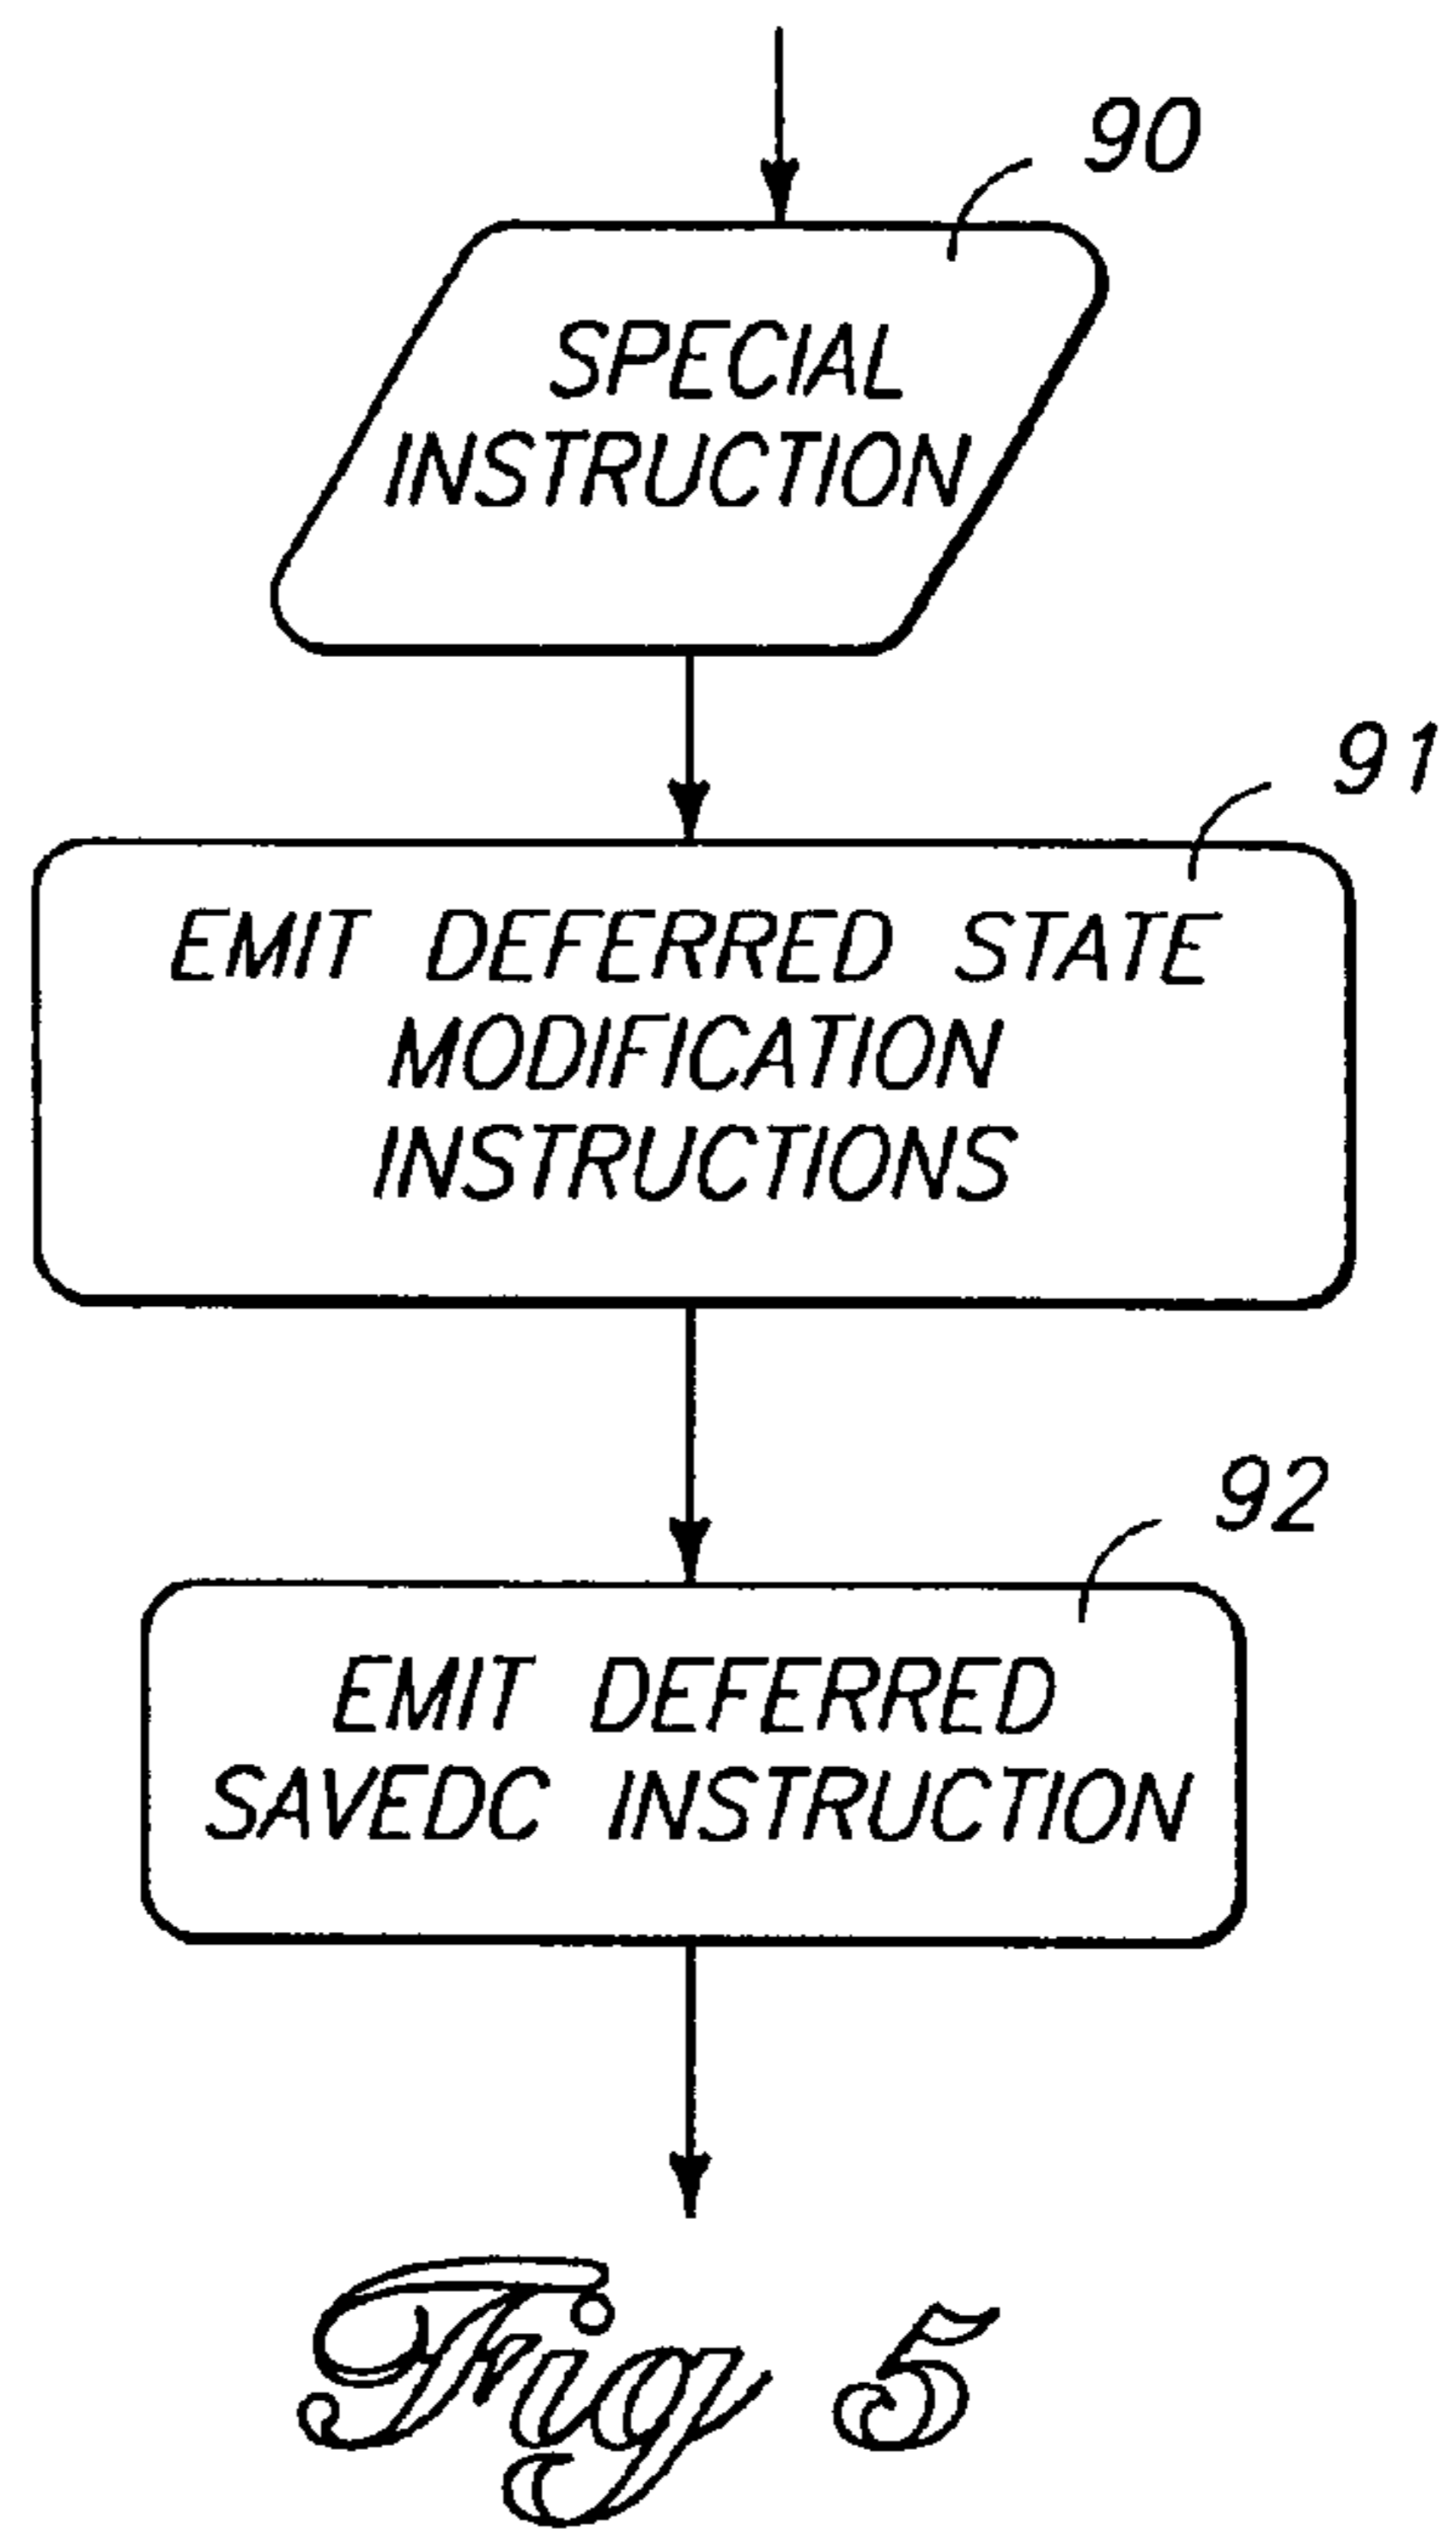 90
SPECIAL
INSTRUCTION
91
EMIT DEFERRED STATE
MODIFICATION
INSTRUCTIONS
92
EMIT DEFERRED
SAVEDC INSTRUCTION
Fig 5